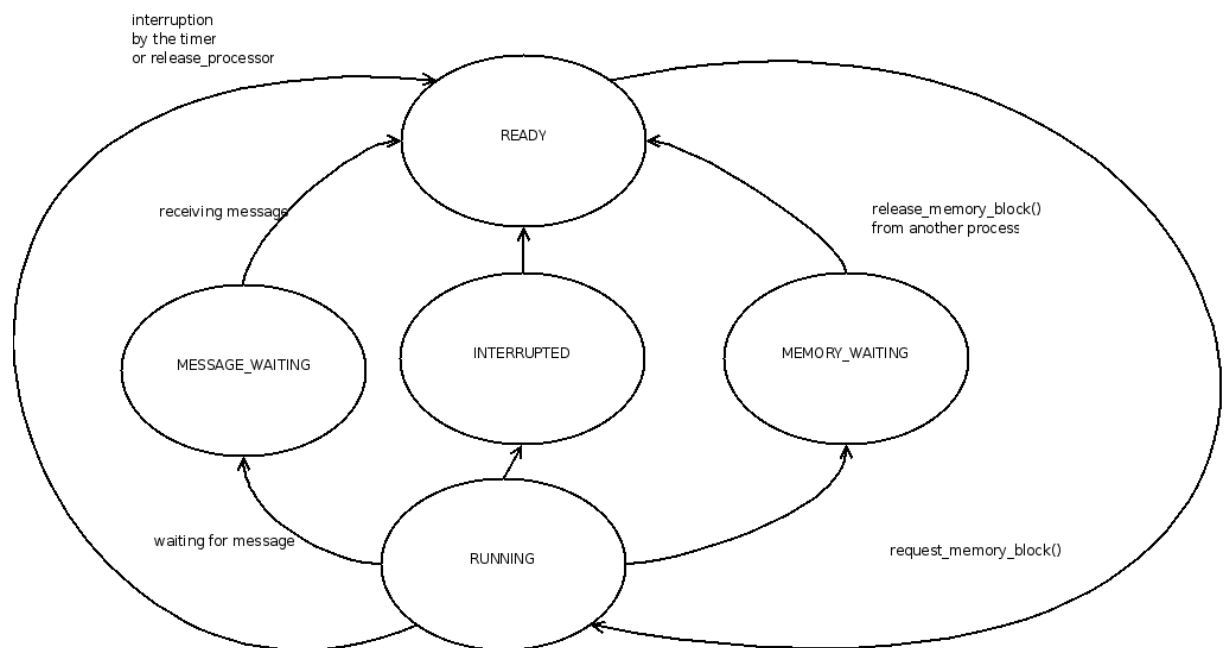 interruption
by the timer
or release_processor
READY
receiving message
release_memory_block()
from another process
MESSAGE_WAITING
INTERRUPTED
MEMORY_WAITING
waiting for message
RUNNING
request_memory_block()